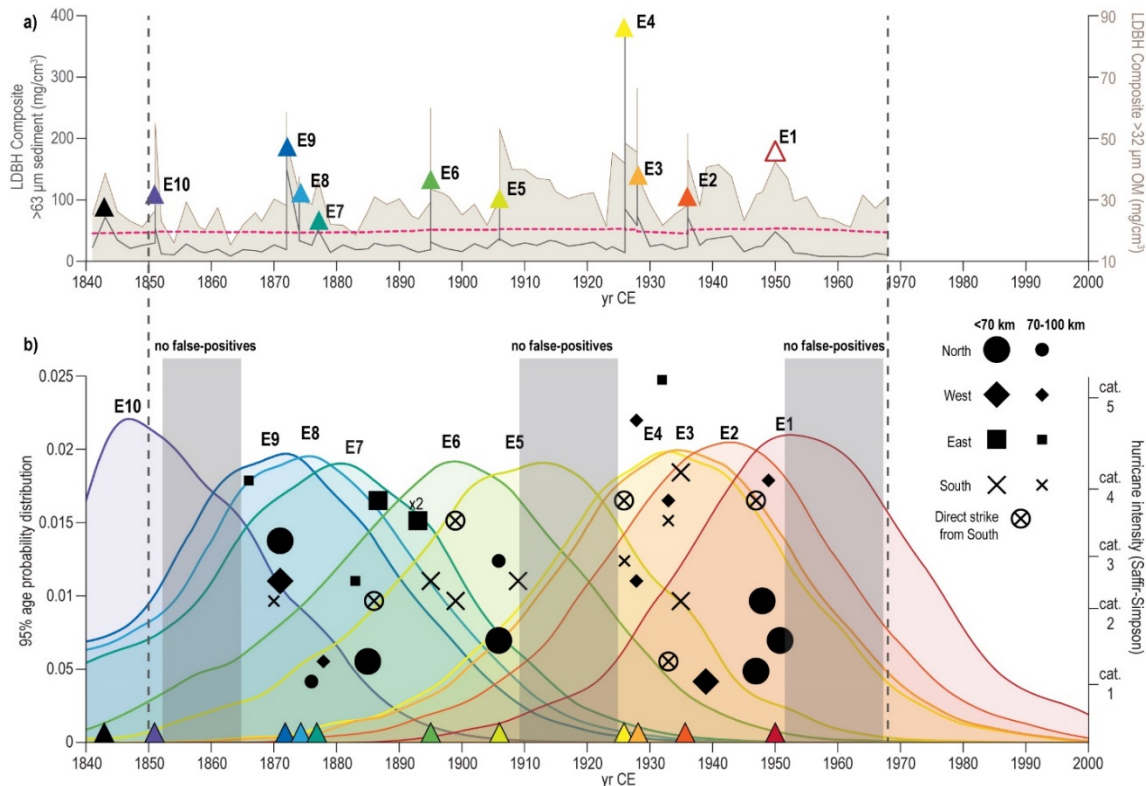 a)
400
300
200
100
0
LDBH Composite
>63 µm sediment (mg/cm³)
90
70
50
30
10
LDBH Composite >32 µm OM (mg/cm³)
E10
E9
E8
E7
E6
E5
E4
E3
E2
E1
1840 1850 1860 1870 1880 1890 1900 1910 1920 1930 1940 1950 1960 1970 1980 1990 2000
yr CE
b)
no false-positives
no false-positives
no false-positives
0.025
0.02
0.015
0.01
0.05
0
95% age probability distribution
E10
E9
E8
E7
E6
E5
E4
E3
E2
E1
x2
<70 km 70-100 km
North
West
East
South
Direct strike
from South
cat.
5
cat.
4
cat.
3
cat.
2
cat.
1
hurricane intensity (Saffir-Simpson)
1840 1850 1860 1870 1880 1890 1900 1910 1920 1930 1940 1950 1960 1970 1980 1990 2000
yr CE